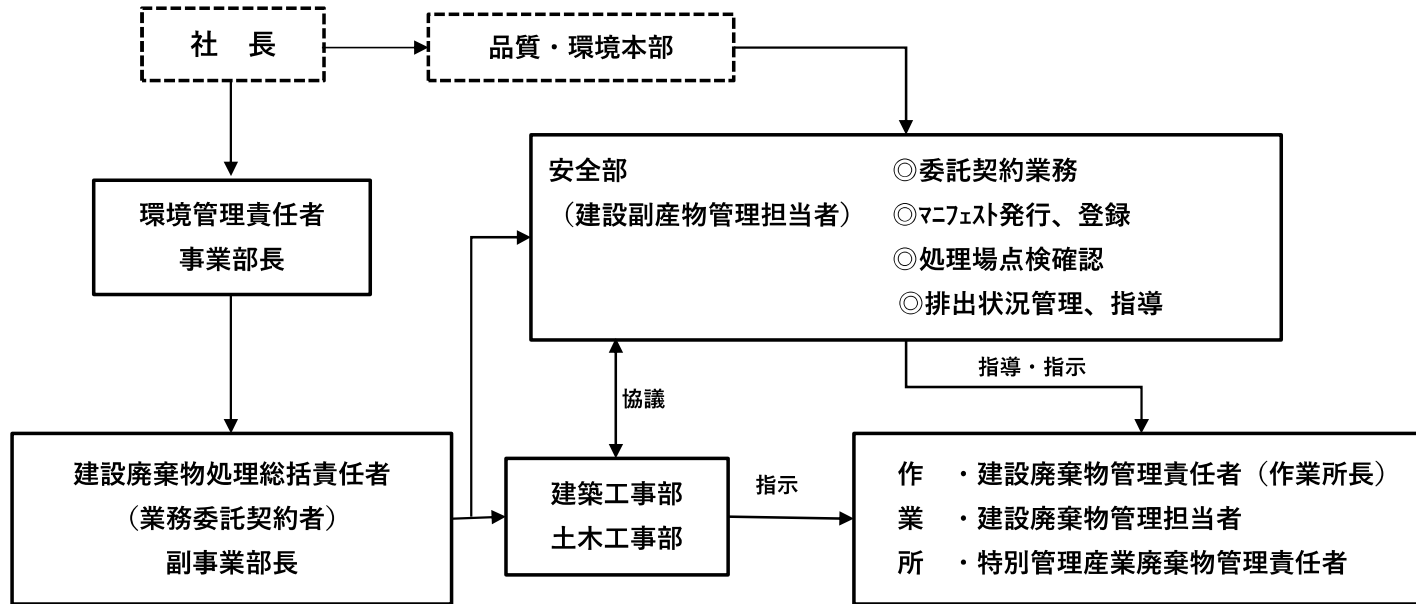 社　長
品質・環境本部
環境管理責任者
事業部長
安全部
（建設副産物管理担当者）
◎委託契約業務
◎ﾏﾆﾌｪｽﾄ発行、登録
◎処理場点検確認
◎排出状況管理、指導
指導・指示
協議
建設廃棄物処理総括責任者
（業務委託契約者）
副事業部長
建築工事部
土木工事部
指示
作　・建設廃棄物管理責任者（作業所長）
業　・建設廃棄物管理担当者
所　・特別管理産業廃棄物管理責任者